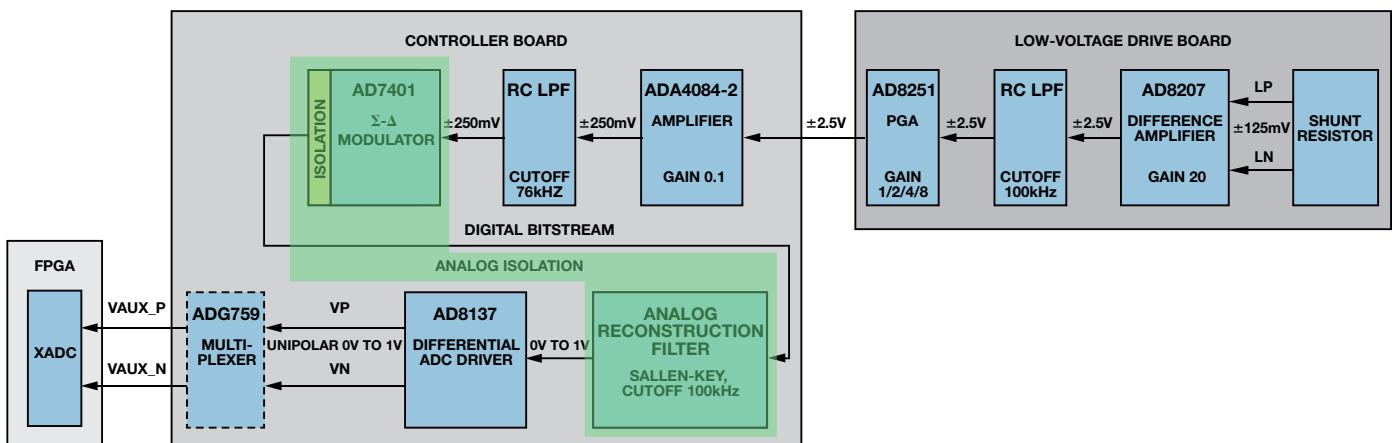 CONTROLLER BOARD
LOW-VOLTAGE DRIVE BOARD
ISOLATION
AD7401
Σ-Δ
MODULATOR
±250mV
RC LPF
CUTOFF
76kHZ
±250mV
ADA4084-2
AMPLIFIER
GAIN 0.1
±2.5V
AD8251
PGA
GAIN
1/2/4/8
±2.5V
RC LPF
CUTOFF
100kHz
±2.5V
AD8207
DIFFERENCE
AMPLIFIER
GAIN 20
LP
±125mV
LN
SHUNT
RESISTOR
DIGITAL BITSTREAM
ANALOG ISOLATION
FPGA
XADC
VAUX_P
VAUX_N
ADG759
MULTI-
PLEXER
VP
UNIPOLAR 0V TO 1V
VN
AD8137
DIFFERENTIAL
ADC DRIVER
0V TO 1V
ANALOG
RECONSTRUCTION
FILTER
SALLEN-KEY,
CUTOFF 100kHz